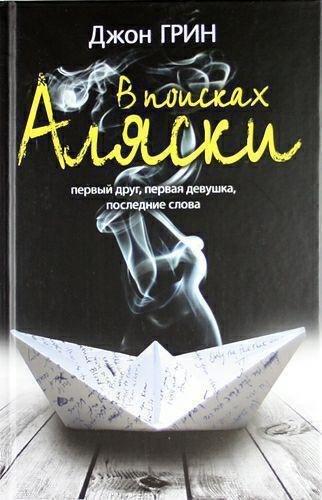 Джон ГРИН
В поисках
Аляски
первый друг, первая девушка,
последние слова